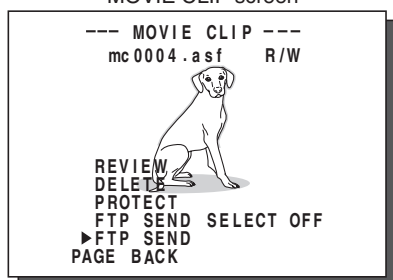 MOVIE CLIP screen
--- MOVIE CLIP ---
mc0004.asf R/W
REVIEW
DELETE
PROTECT
FTP SEND SELECT OFF
▶FTP SEND
PAGE BACK